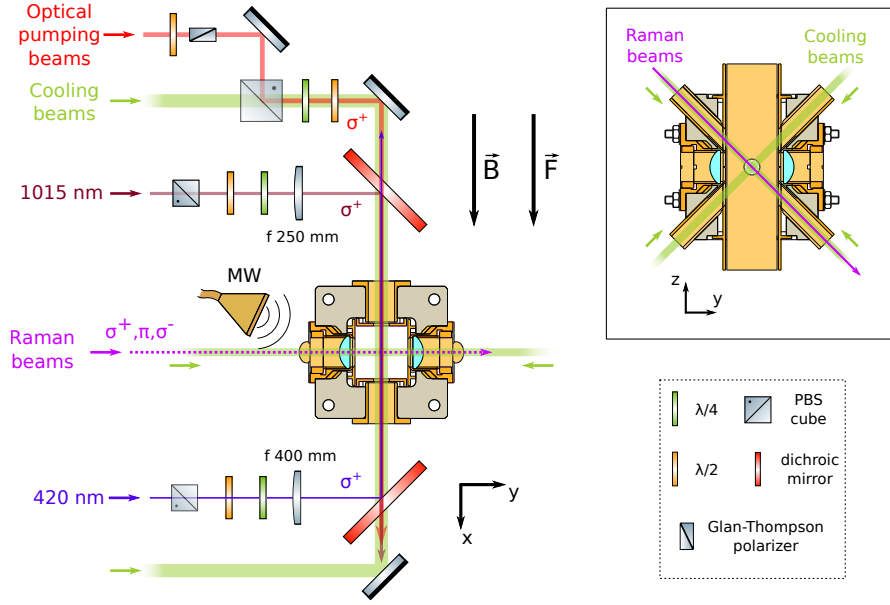 Optical
pumping
beams
Cooling
beams
σ+
1015 nm
σ+
f 250 mm
B
F
MW
Raman
beams
σ+,π,σ-
f 400 mm
420 nm
σ+
y
x
Raman
beams
Cooling
beams
z
y
λ/4
PBS
cube
λ/2
dichroic
mirror
Glan-Thompson
polarizer